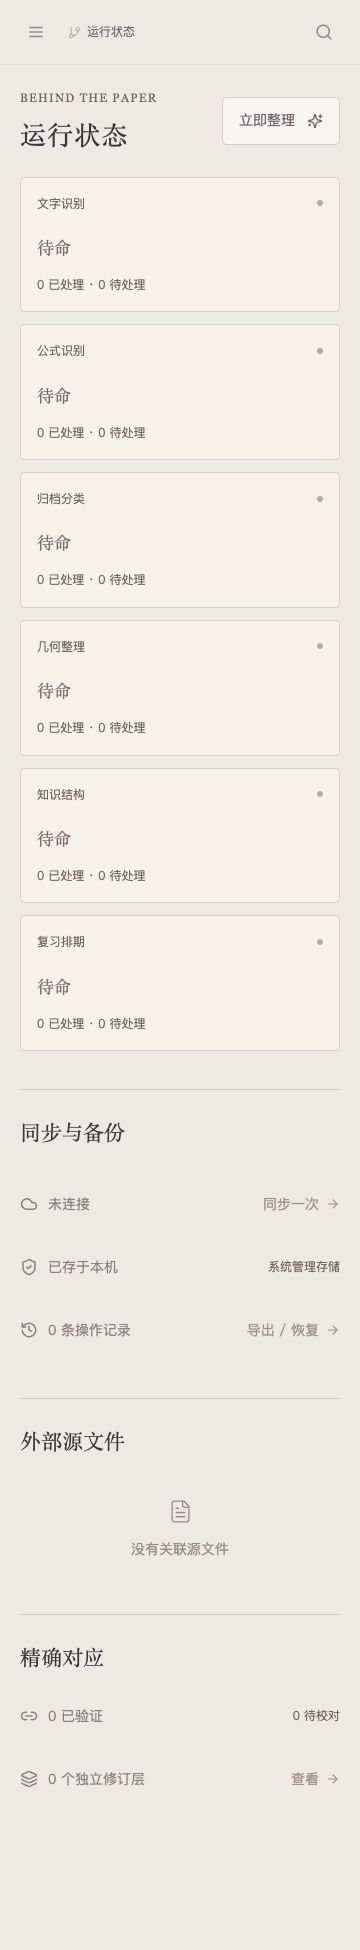 运行状态
BEHIND THE PAPER
运行状态
立即整理
文字识别
待命
0 已处理 · 0 待处理
公式识别
待命
0 已处理 · 0 待处理
归档分类
待命
0 已处理 · 0 待处理
几何整理
待命
0 已处理 · 0 待处理
知识结构
待命
0 已处理 · 0 待处理
复习排期
待命
0 已处理 · 0 待处理
同步与备份
未连接 同步一次 →
已存于本机 系统管理存储
0 条操作记录 导出 / 恢复 →
外部源文件
没有关联源文件
精确对应
0 已验证 0 待校对
0 个独立修订层 查看 →